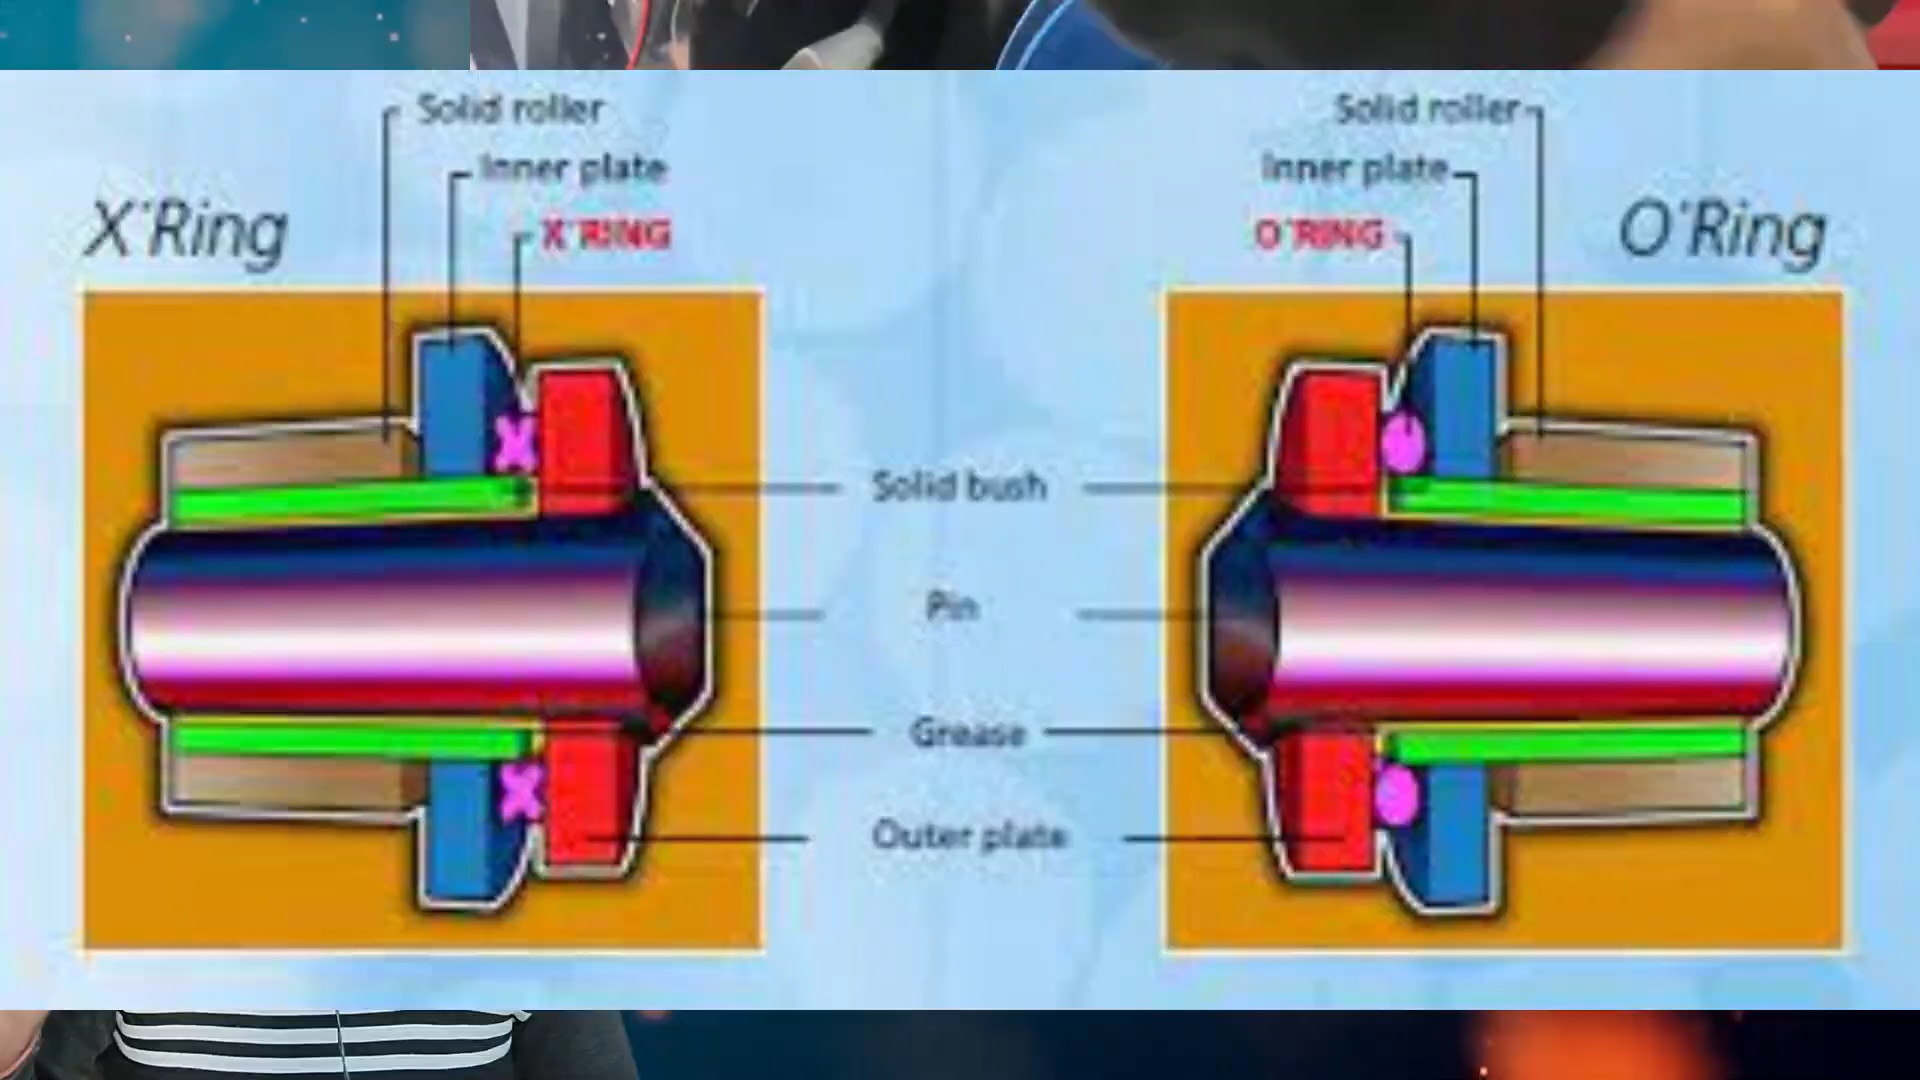 Solid roller
Inner plate
X-RING
X-Ring
Solid roller
Inner plate
O-RING
O-Ring
Solid bush
Pin
Grease
Outer plate